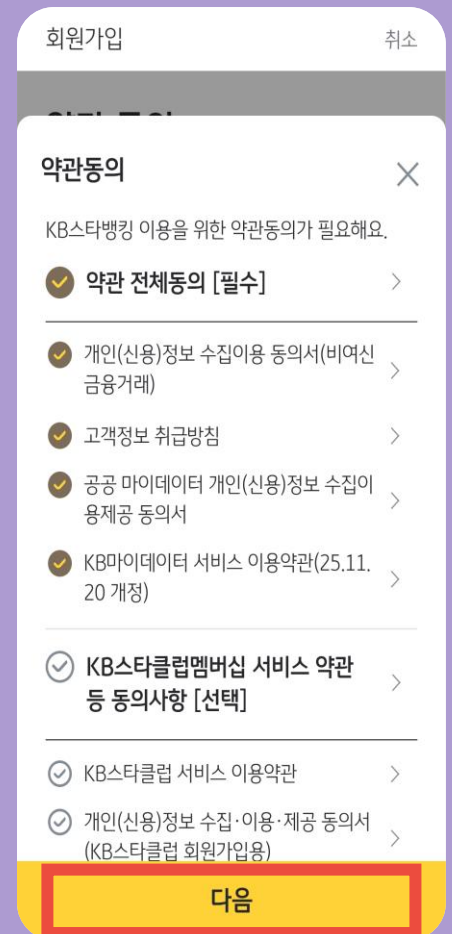 회원가입
취소
약관동의
KB스타뱅킹 이용을 위한 약관동의가 필요해요.
약관 전체동의 [필수]
개인(신용)정보 수집이용 동의서(비여신
금융거래)
고객정보 취급방침
공공 마이데이터 개인(신용)정보 수집이
용제공 동의서
KB마이데이터 서비스 이용약관(25.11.
20 개정)
KB스타클럽멤버십 서비스 약관
등 동의사항 [선택]
KB스타클럽 서비스 이용약관
개인(신용)정보 수집·이용·제공 동의서
(KB스타클럽 회원가입용)
다음